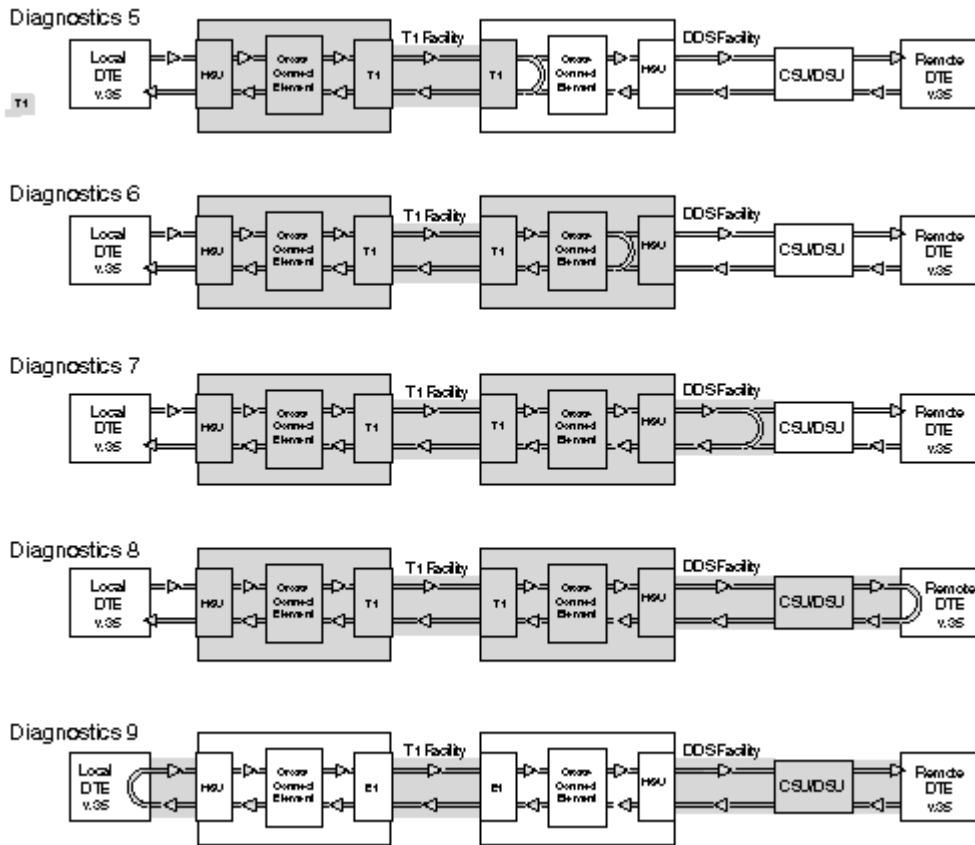 Diagnostics 5
T1 Facility
DDS Facility
Local
DTE
v.35
HSU
Cross-
Connect
Element
T1
T1
Cross-
Connect
Element
HSU
CSU/DSU
Remote
DTE
v.35
T1
Diagnostics 6
T1 Facility
DDS Facility
Local
DTE
v.35
HSU
Cross-
Connect
Element
T1
T1
Cross-
Connect
Element
HSU
CSU/DSU
Remote
DTE
v.35
Diagnostics 7
T1 Facility
DDS Facility
Local
DTE
v.35
HSU
Cross-
Connect
Element
T1
T1
Cross-
Connect
Element
HSU
CSU/DSU
Remote
DTE
v.35
Diagnostics 8
T1 Facility
DDS Facility
Local
DTE
v.35
HSU
Cross-
Connect
Element
T1
T1
Cross-
Connect
Element
HSU
CSU/DSU
Remote
DTE
v.35
Diagnostics 9
T1 Facility
DDS Facility
Local
DTE
v.35
HSU
Cross-
Connect
Element
E1
E1
Cross-
Connect
Element
HSU
CSU/DSU
Remote
DTE
v.35